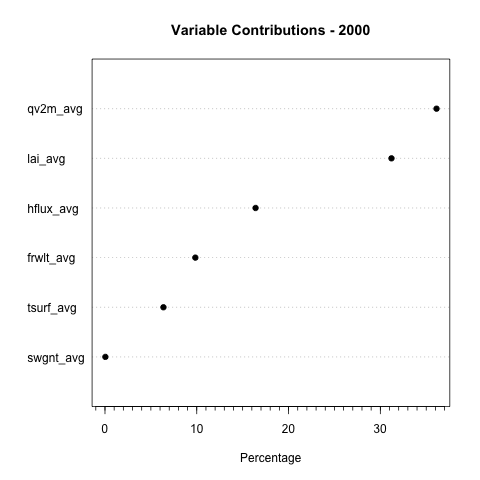 Variable Contributions - 2000
qv2m_avg
lai_avg
hflux_avg
frwlt_avg
tsurf_avg
swgnt_avg
0 10 20 30
Percentage